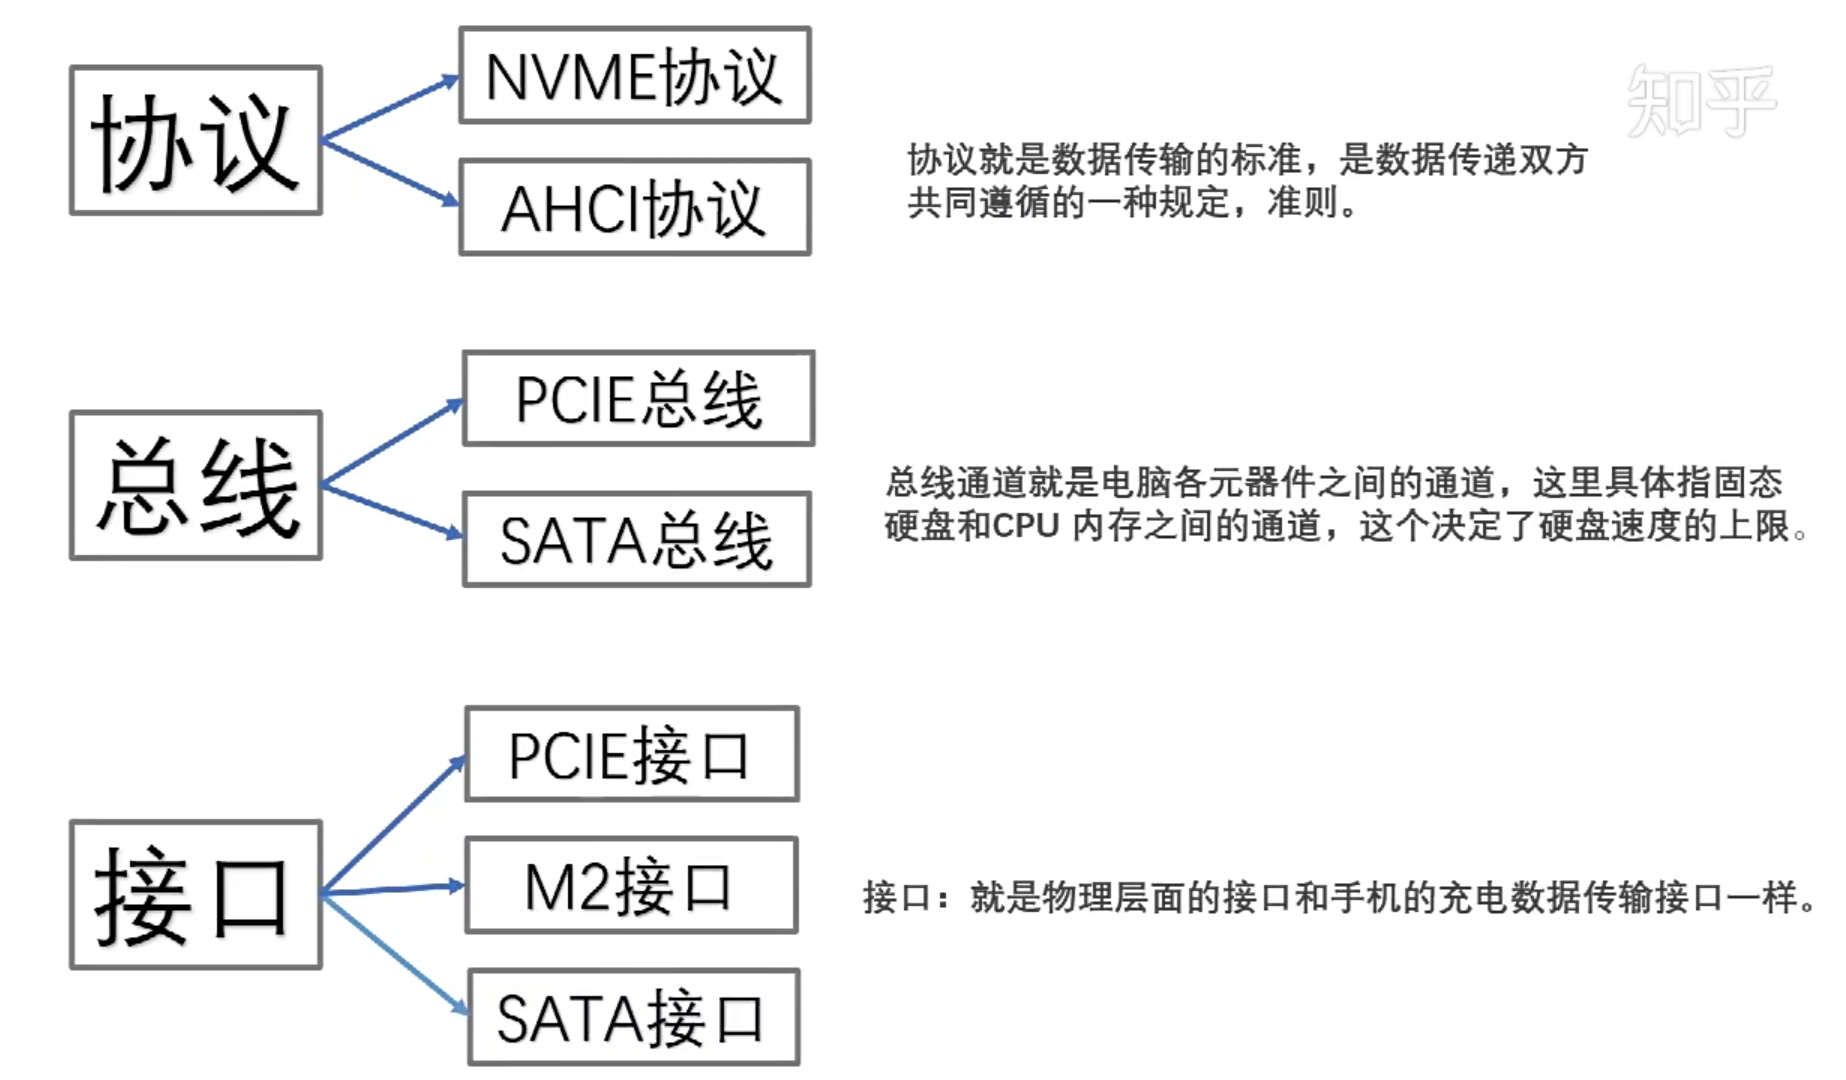 协议
NVME协议
AHCI协议
知乎
协议就是数据传输的标准，是数据传递双方
共同遵循的一种规定，准则。
总线
PCIE总线
SATA总线
总线通道就是电脑各元器件之间的通道，这里具体指固态
硬盘和CPU 内存之间的通道，这个决定了硬盘速度的上限。
接口
PCIE接口
M2接口
SATA接口
接口：就是物理层面的接口和手机的充电数据传输接口一样。